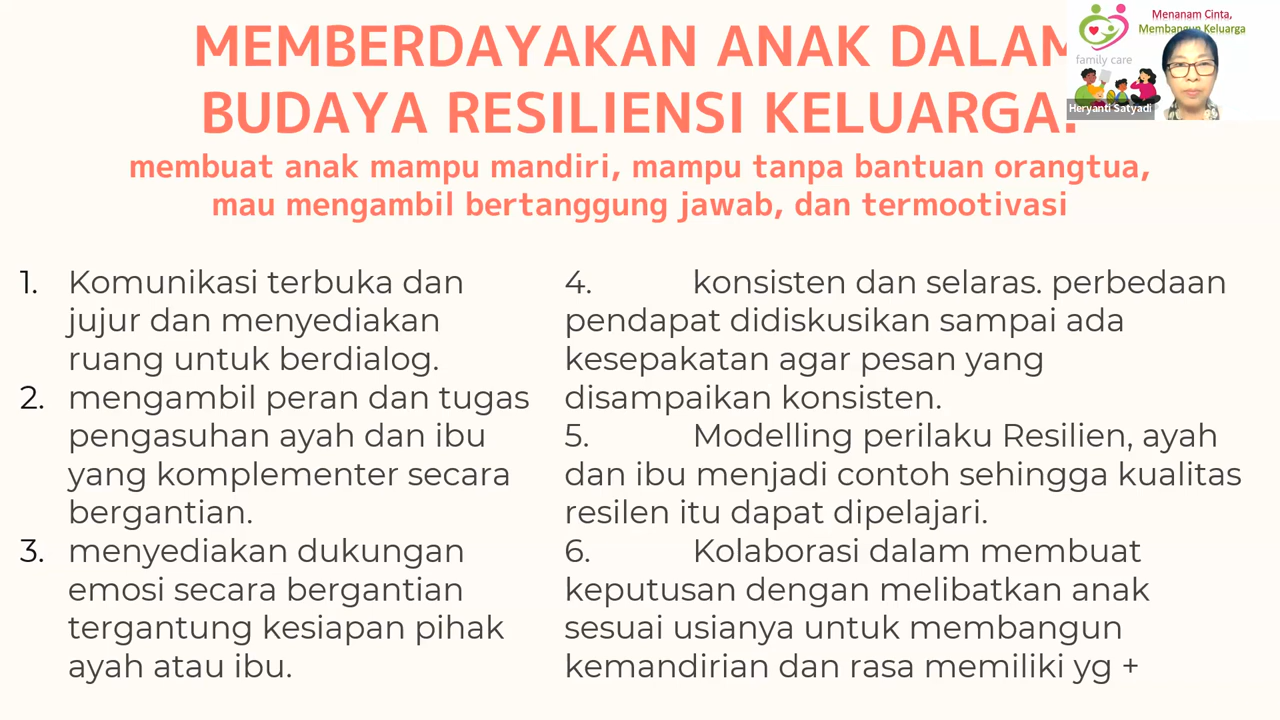 MEMBERDAYAKAN ANAK DALAM
BUDAYA RESILIENSI KELUARGA:
membuat anak mampu mandiri, mampu tanpa bantuan orangtua,
mau mengambil bertanggung jawab, dan termootivasi
Menanam Cinta,
Membangun Keluarga
family care
Heryanti Satyadi
1. Komunikasi terbuka dan
jujur dan menyediakan
ruang untuk berdialog.
2. mengambil peran dan tugas
pengasuhan ayah dan ibu
yang komplementer secara
bergantian.
3. menyediakan dukungan
emosi secara bergantian
tergantung kesiapan pihak
ayah atau ibu.
4. konsisten dan selaras. perbedaan
pendapat didiskusikan sampai ada
kesepakatan agar pesan yang
disampaikan konsisten.
5. Modelling perilaku Resilien, ayah
dan ibu menjadi contoh sehingga kualitas
resilen itu dapat dipelajari.
6. Kolaborasi dalam membuat
keputusan dengan melibatkan anak
sesuai usianya untuk membangun
kemandirian dan rasa memiliki yg +